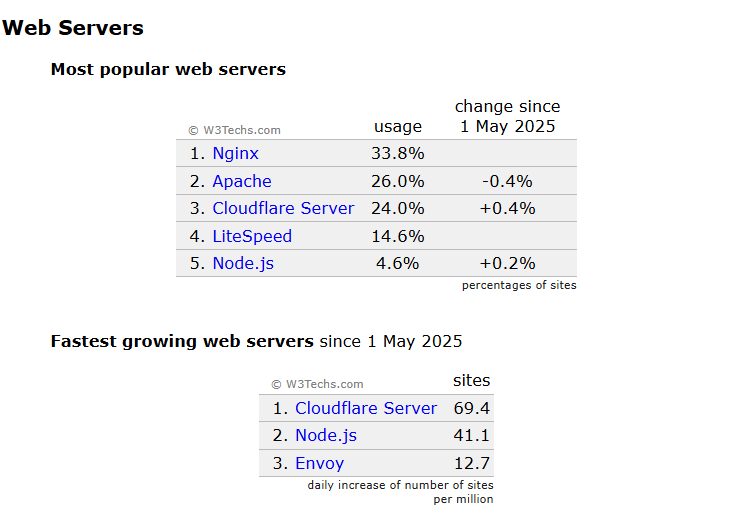 Web Servers
Most popular web servers
© W3Techs.com usage change since 1 May 2025
1. Nginx 33.8%
2. Apache 26.0% -0.4%
3. Cloudflare Server 24.0% +0.4%
4. LiteSpeed 14.6%
5. Node.js 4.6% +0.2%
percentages of sites
Fastest growing web servers since 1 May 2025
© W3Techs.com sites
1. Cloudflare Server 69.4
2. Node.js 41.1
3. Envoy 12.7
daily increase of number of sites
per million